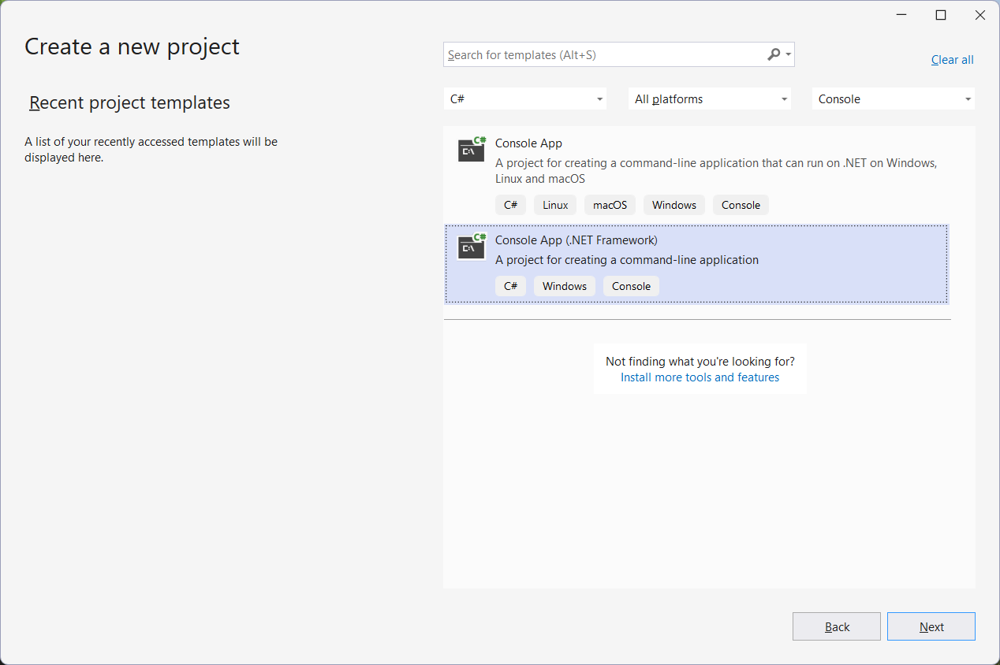 Create a new project
Search for templates (Alt+S)
Clear all
Recent project templates
A list of your recently accessed templates will be
displayed here.
C#
All platforms
Console
C#
C:\
Console App
A project for creating a command-line application that can run on .NET on Windows,
Linux and macOS
C# Linux macOS Windows Console
C#
C:\
Console App (.NET Framework)
A project for creating a command-line application
C# Windows Console
Not finding what you're looking for?
Install more tools and features
Back
Next